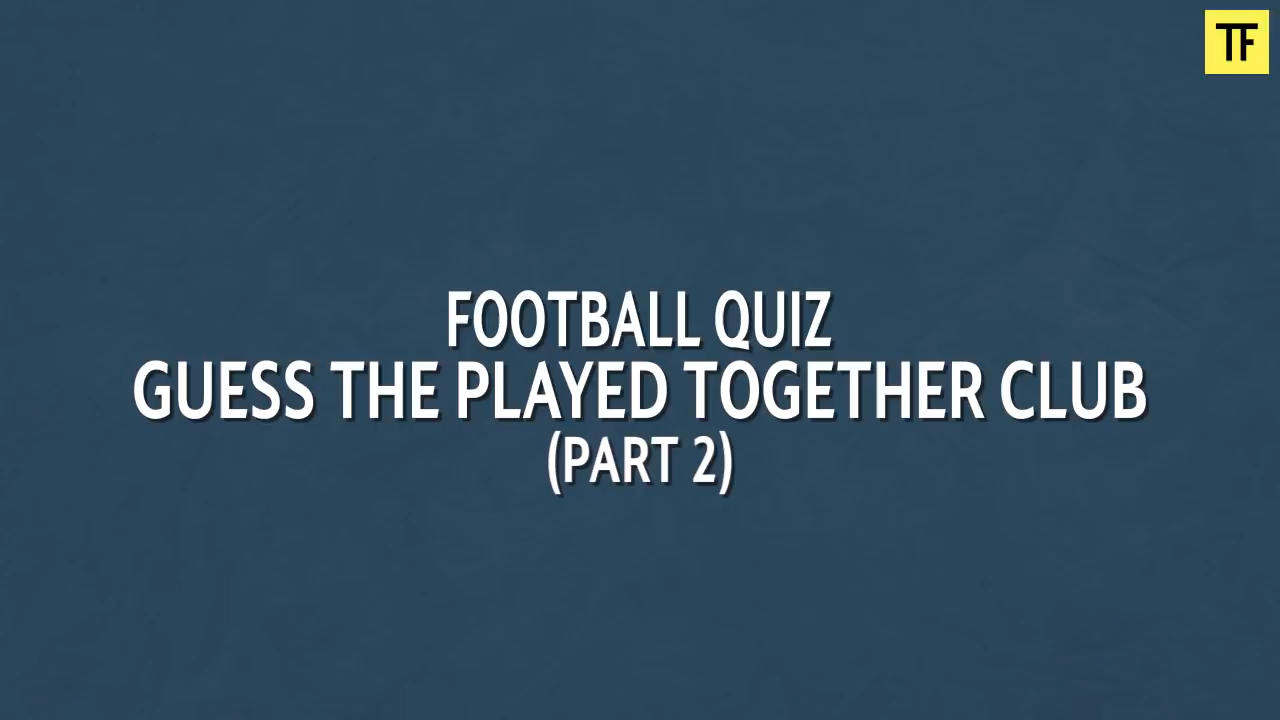 TF
FOOTBALL QUIZ
GUESS THE PLAYED TOGETHER CLUB
(PART 2)